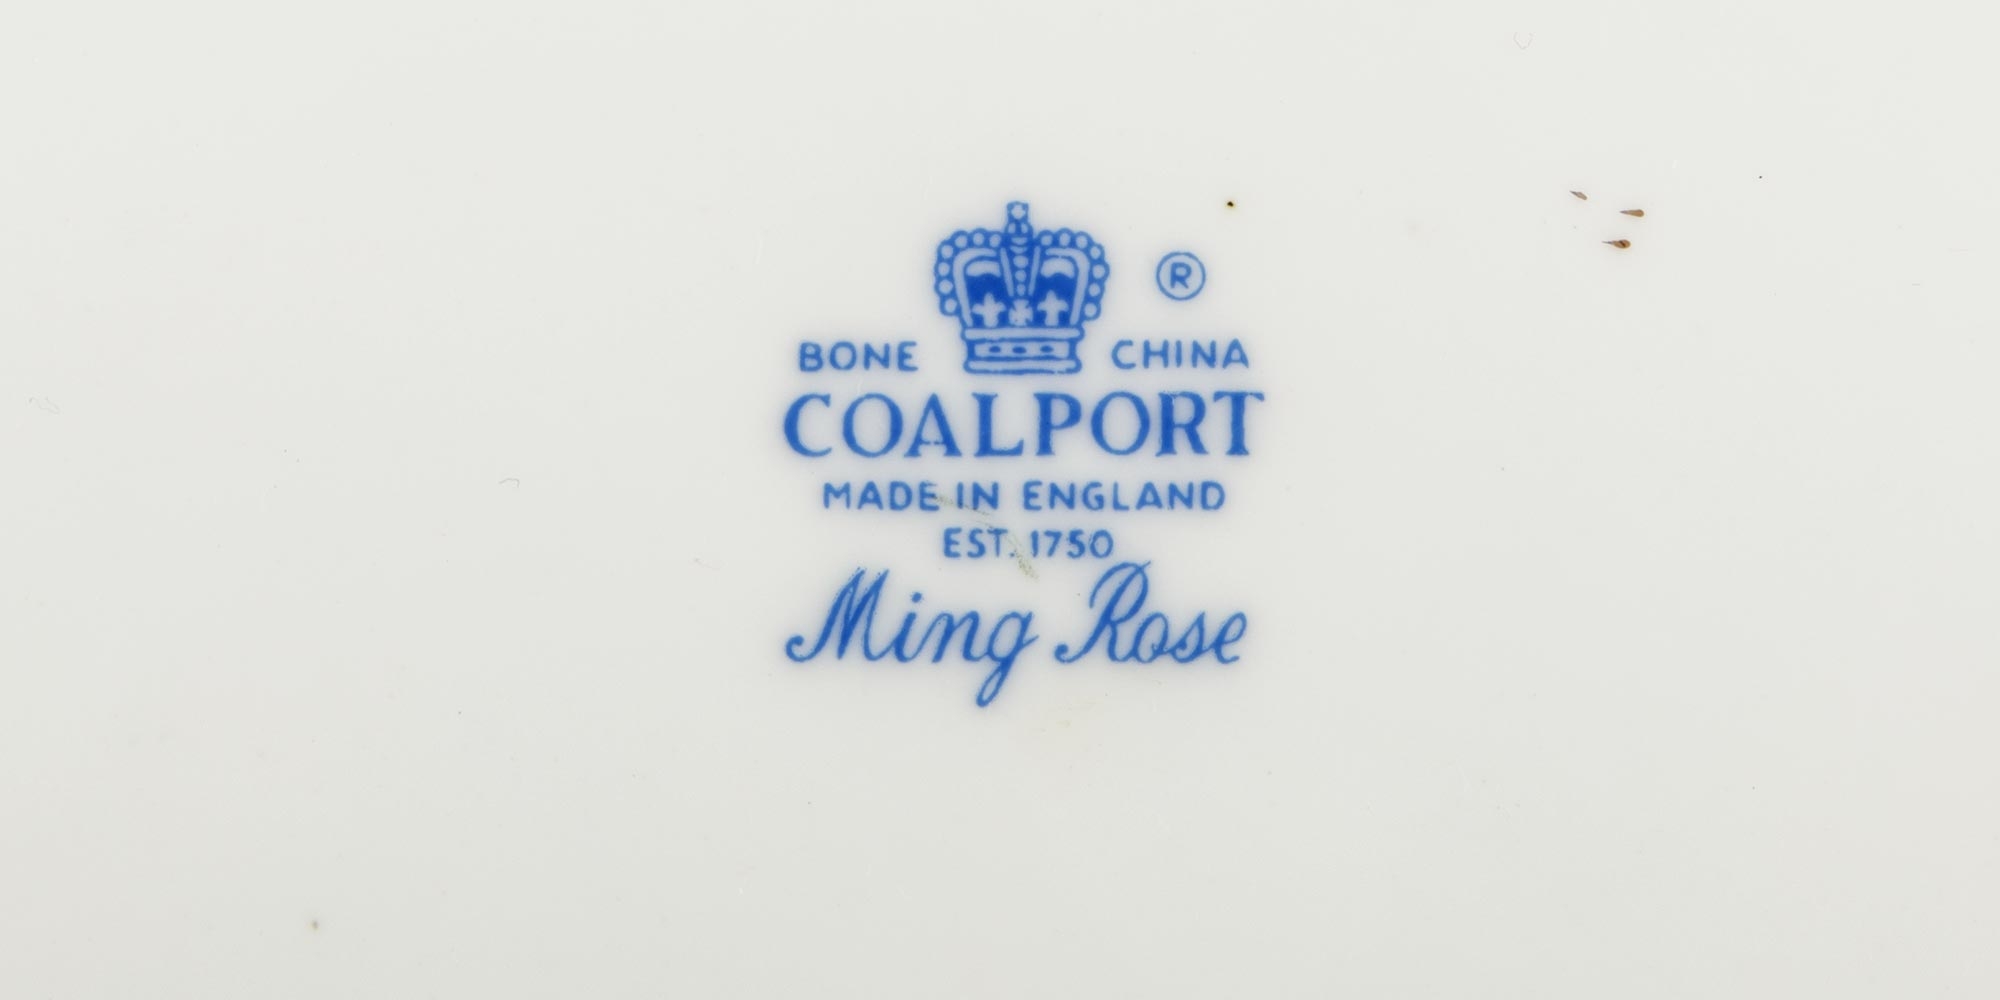 ®
BONE CHINA
COALPORT
MADE IN ENGLAND
EST. 1750
Ming Rose